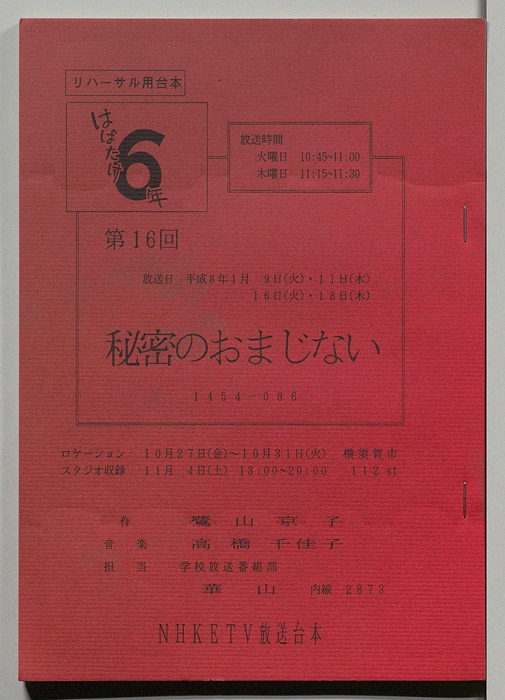 リハーサル用台本
はばたけ6年
放送時間
火曜日 10:45~11:00
木曜日 11:15~11:30
第16回
放送日 平成8年1月 9日(火)・11日(木)
16日(火)・18日(木)
秘密のおまじない
1454-086
ロケーション 10月27日(金)~10月31日(火) 横須賀市
スタジオ収録 11月 4日(土) 13:00~20:00 112st
作 鷺山京子
音楽 高橋千佳子
担当 学校放送番組部
華山 内線 2873
NHKETV放送台本